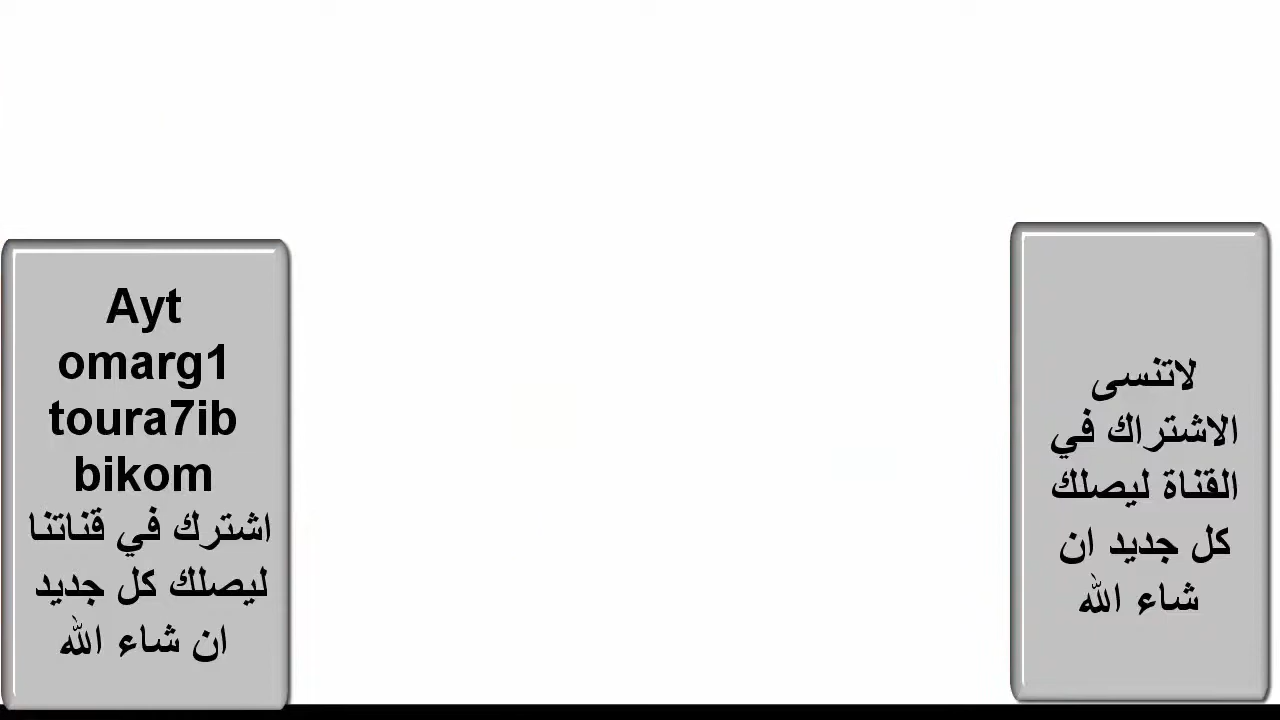 Ayt
omarg1
toura7ib
bikom
اشترك في قناتنا
ليصلك كل جديد
ان شاء الله
لاتنسى
الاشتراك في
القناة ليصلك
كل جديد ان
شاء الله